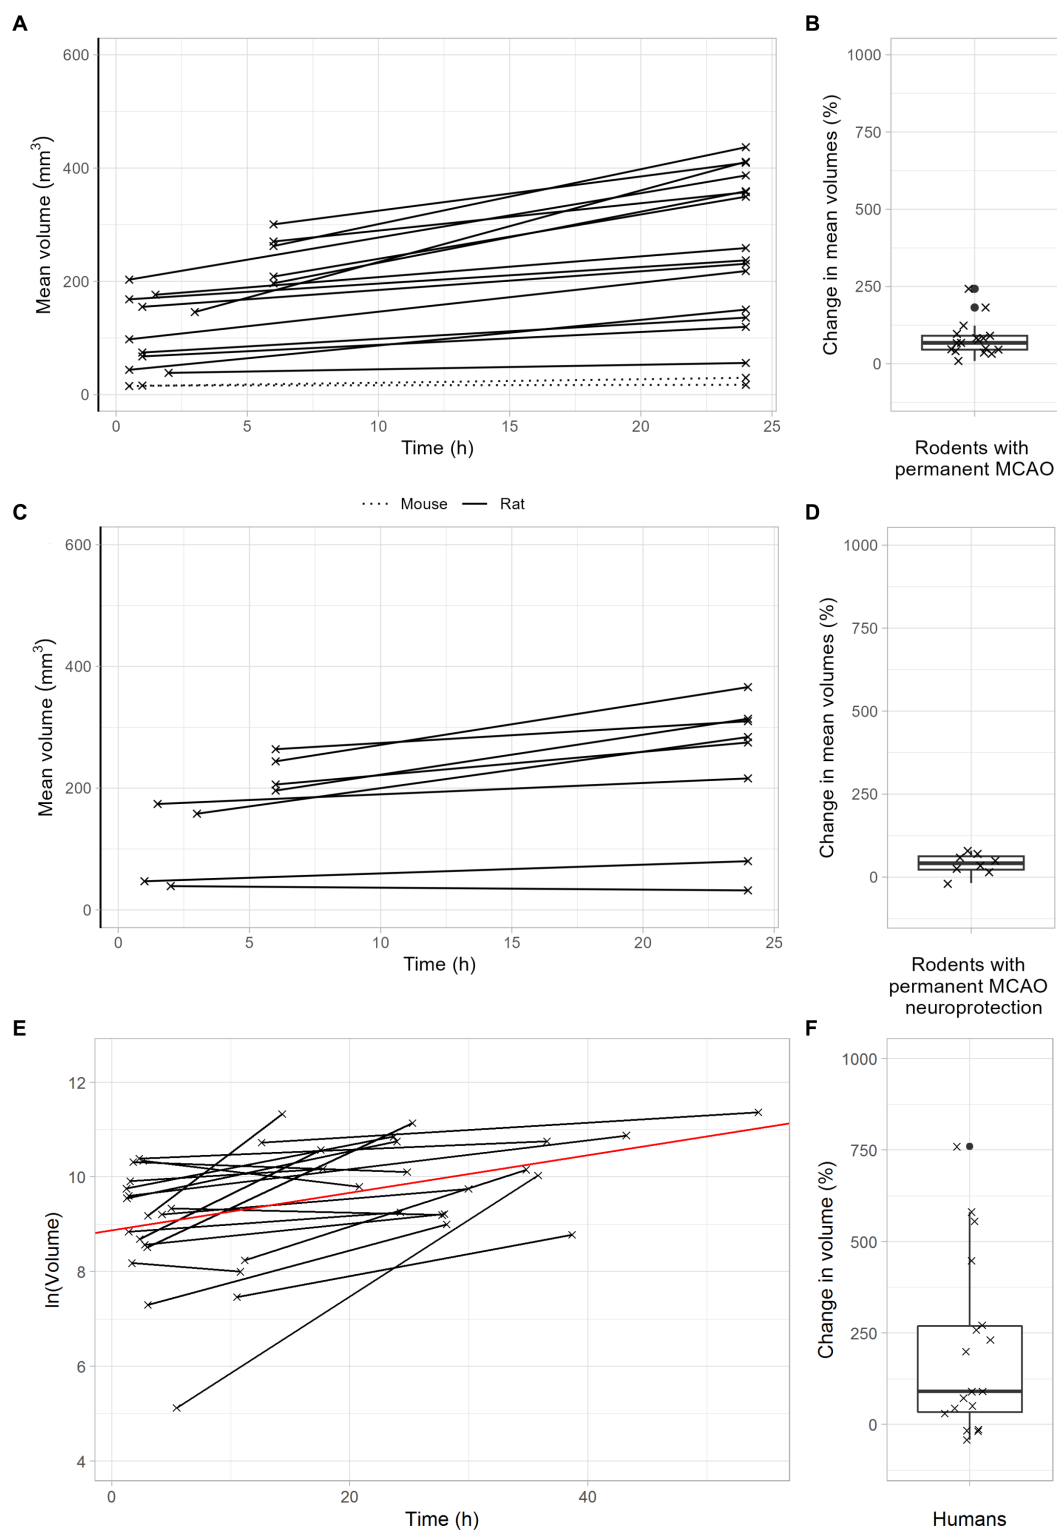 A
B
600
400
200
0
Mean volume (mm³)
0 5 10 15 20 25
Time (h)
1000
750
500
250
0
Change in mean volumes (%)
Rodents with
permanent MCAO
Mouse Rat
C
D
600
400
200
0
Mean volume (mm³)
0 5 10 15 20 25
Time (h)
1000
750
500
250
0
Change in mean volumes (%)
Rodents with
permanent MCAO
neuroprotection
E
F
12
10
8
6
4
ln(Volume)
0 20 40
Time (h)
1000
750
500
250
0
Change in volume (%)
Humans